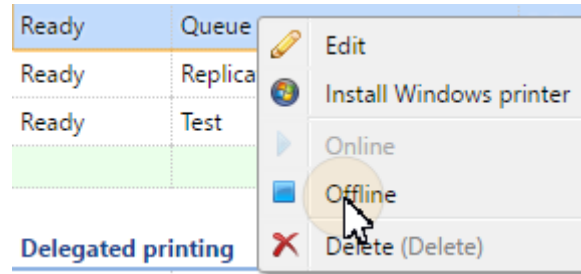 Ready Queue
Edit
Ready Replica
Install Windows printer
Ready Test
Online
Offline
Delegated printing
Delete (Delete)